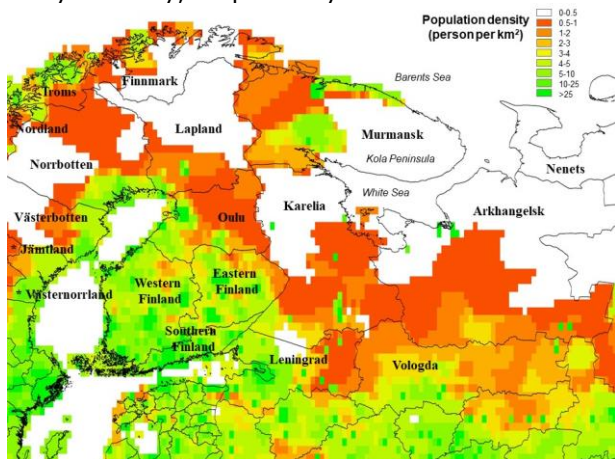 Population density
(person per km²)
0-0.5
0.5-1
1-2
2-3
3-4
4-5
5-10
10-25
>25
Barents Sea
Finnmark
Troms
Nordland
Lapland
Murmansk
Kola Peninsula
Norrbotten
Nenets
White Sea
Karelia
Arkhangelsk
Västerbotten
Oulu
* Jämtland
* Västernorrland
Western
Finland
Eastern
Finland
Southern
Finland
Leningrad
Vologda